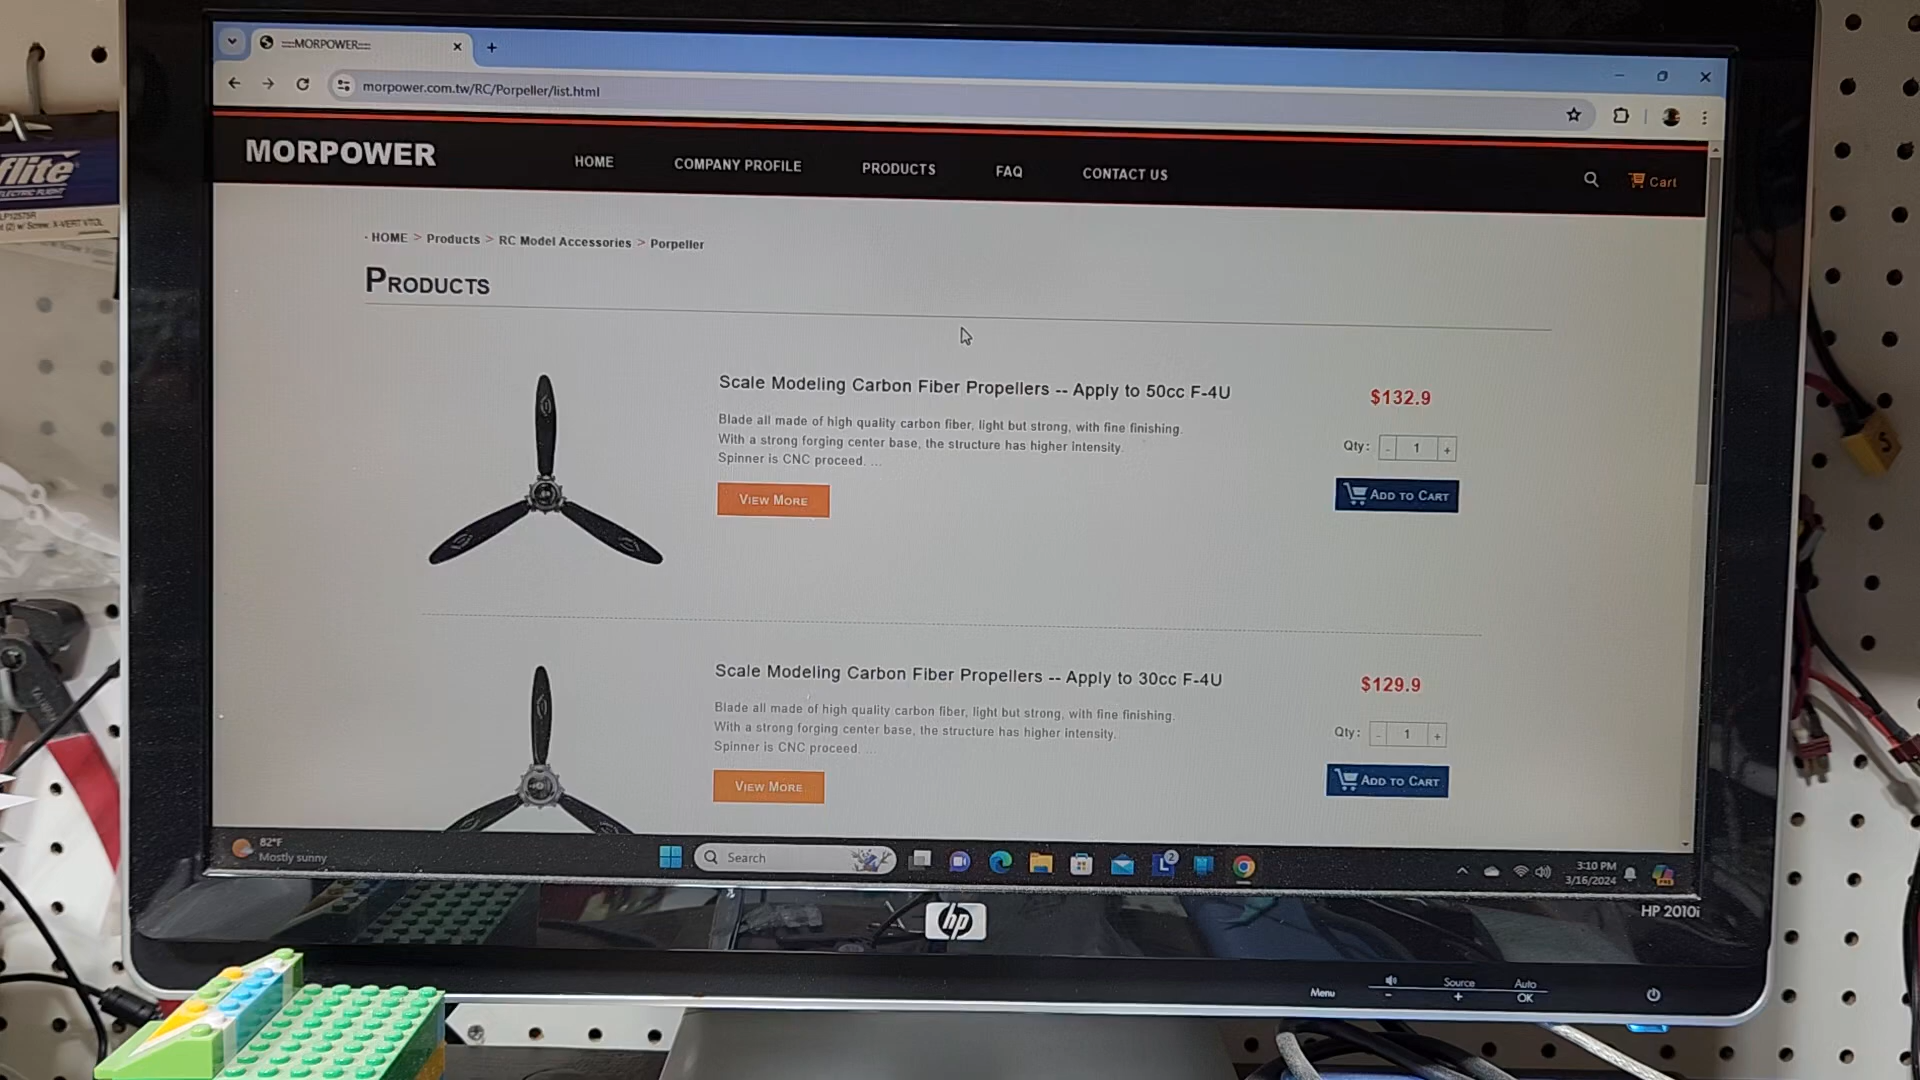 ==MORPOWER==
morpower.com.tw/RC/Porpeller/list.html
MORPOWER
HOME
COMPANY PROFILE
PRODUCTS
FAQ
CONTACT US
Cart
- HOME > Products > RC Model Accessories > Porpeller
PRODUCTS
Scale Modeling Carbon Fiber Propellers -- Apply to 50cc F-4U
$132.9
Blade all made of high quality carbon fiber, light but strong, with fine finishing.
With a strong forging center base, the structure has higher intensity.
Spinner is CNC proceed. ...
Qty: - 1 +
VIEW MORE
ADD TO CART
Scale Modeling Carbon Fiber Propellers -- Apply to 30cc F-4U
$129.9
Blade all made of high quality carbon fiber, light but strong, with fine finishing.
With a strong forging center base, the structure has higher intensity.
Spinner is CNC proceed. ...
Qty: - 1 +
VIEW MORE
ADD TO CART
82°F
Mostly sunny
Search
2
3:10 PM
3/16/2024
hp
HP 2010i
Menu
-
Source
+
Auto
OK
flite
ELECTRIC FLIGHT
5